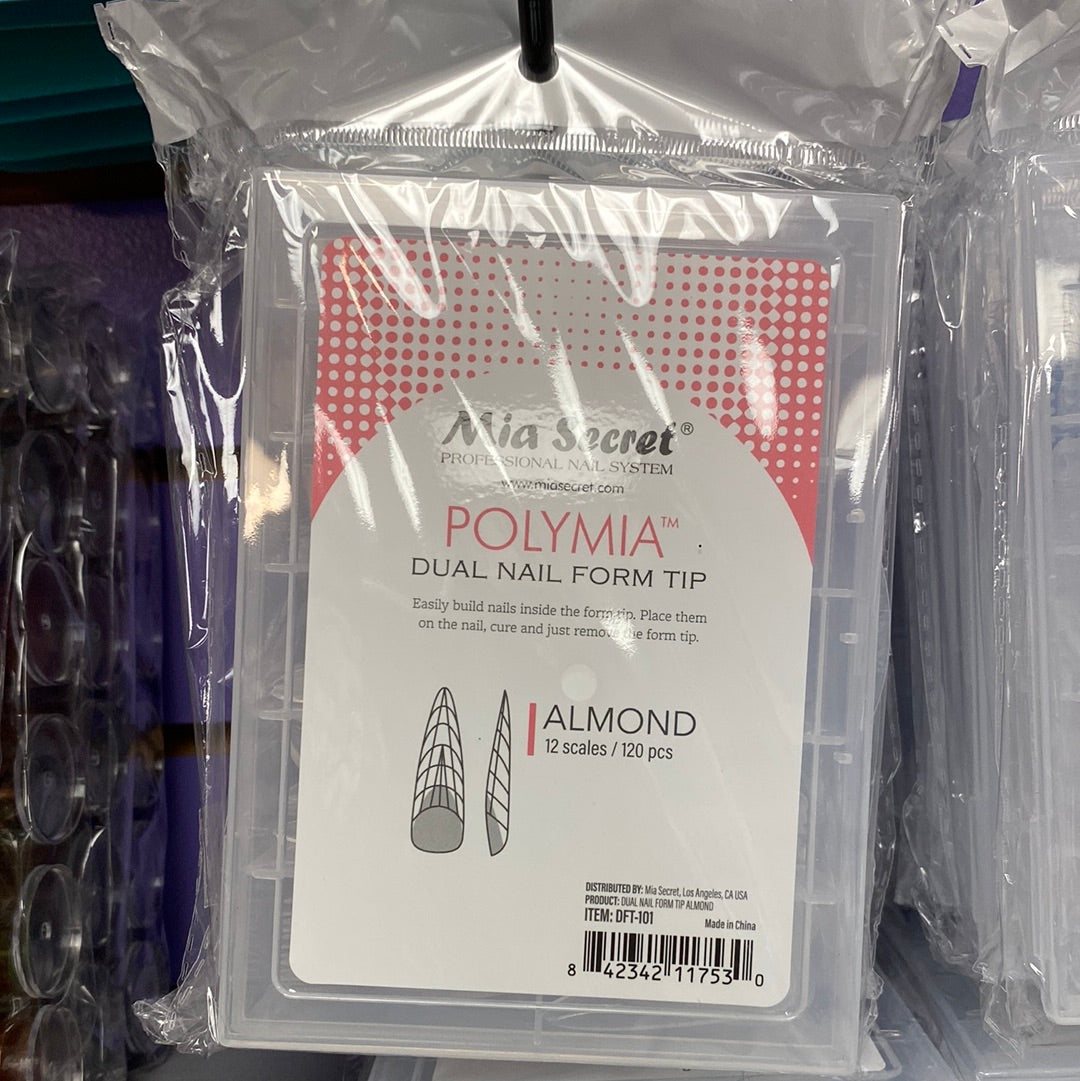 Mia Secret®
PROFESSIONAL NAIL SYSTEM
www.miasecret.com
POLYMIA™
DUAL NAIL FORM TIP
Easily build nails inside the form tip. Place them
on the nail, cure and just remove the form tip.
ALMOND
12 scales / 120 pcs
DISTRIBUTED BY: Mia Secret, Los Angeles, CA USA
PRODUCT: DUAL NAIL FORM TIP ALMOND
ITEM: DFT-101
Made in China
8 42342 11753 0